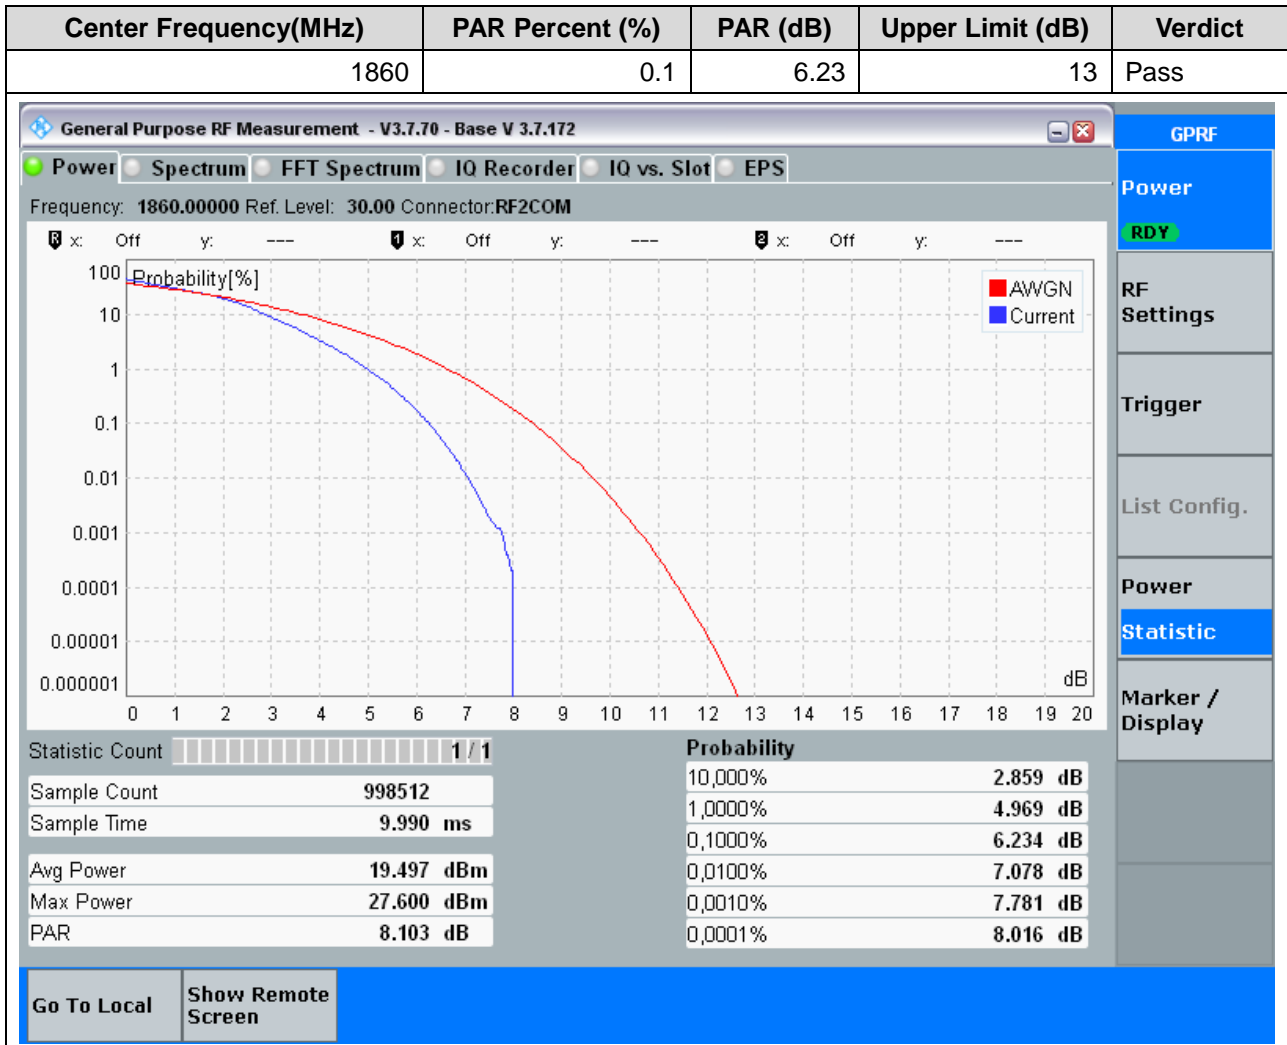 Center Frequency(MHz) PAR Percent (%) PAR (dB) Upper Limit (dB) Verdict
1860 0.1 6.23 13 Pass
General Purpose RF Measurement - V3.7.70 - Base V 3.7.172
GPRF
Power Spectrum FFT Spectrum IQ Recorder IQ vs. Slot EPS
Frequency: 1860.00000 Ref. Level: 30.00 Connector:RF2COM
R x: Off y: --- 1 x: Off y: --- 2 x: Off y: ---
Probability[%]
AWGN
Current
100
10
1
0.1
0.01
0.001
0.0001
0.00001
0.000001
dB
0 1 2 3 4 5 6 7 8 9 10 11 12 13 14 15 16 17 18 19 20
Statistic Count 1 / 1
Sample Count 998512
Sample Time 9.990 ms
Avg Power 19.497 dBm
Max Power 27.600 dBm
PAR 8.103 dB
Probability
10,000% 2.859 dB
1,0000% 4.969 dB
0,1000% 6.234 dB
0,0100% 7.078 dB
0,0010% 7.781 dB
0,0001% 8.016 dB
Power
RDY
RF
Settings
Trigger
List Config.
Power
Statistic
Marker /
Display
Go To Local
Show Remote
Screen